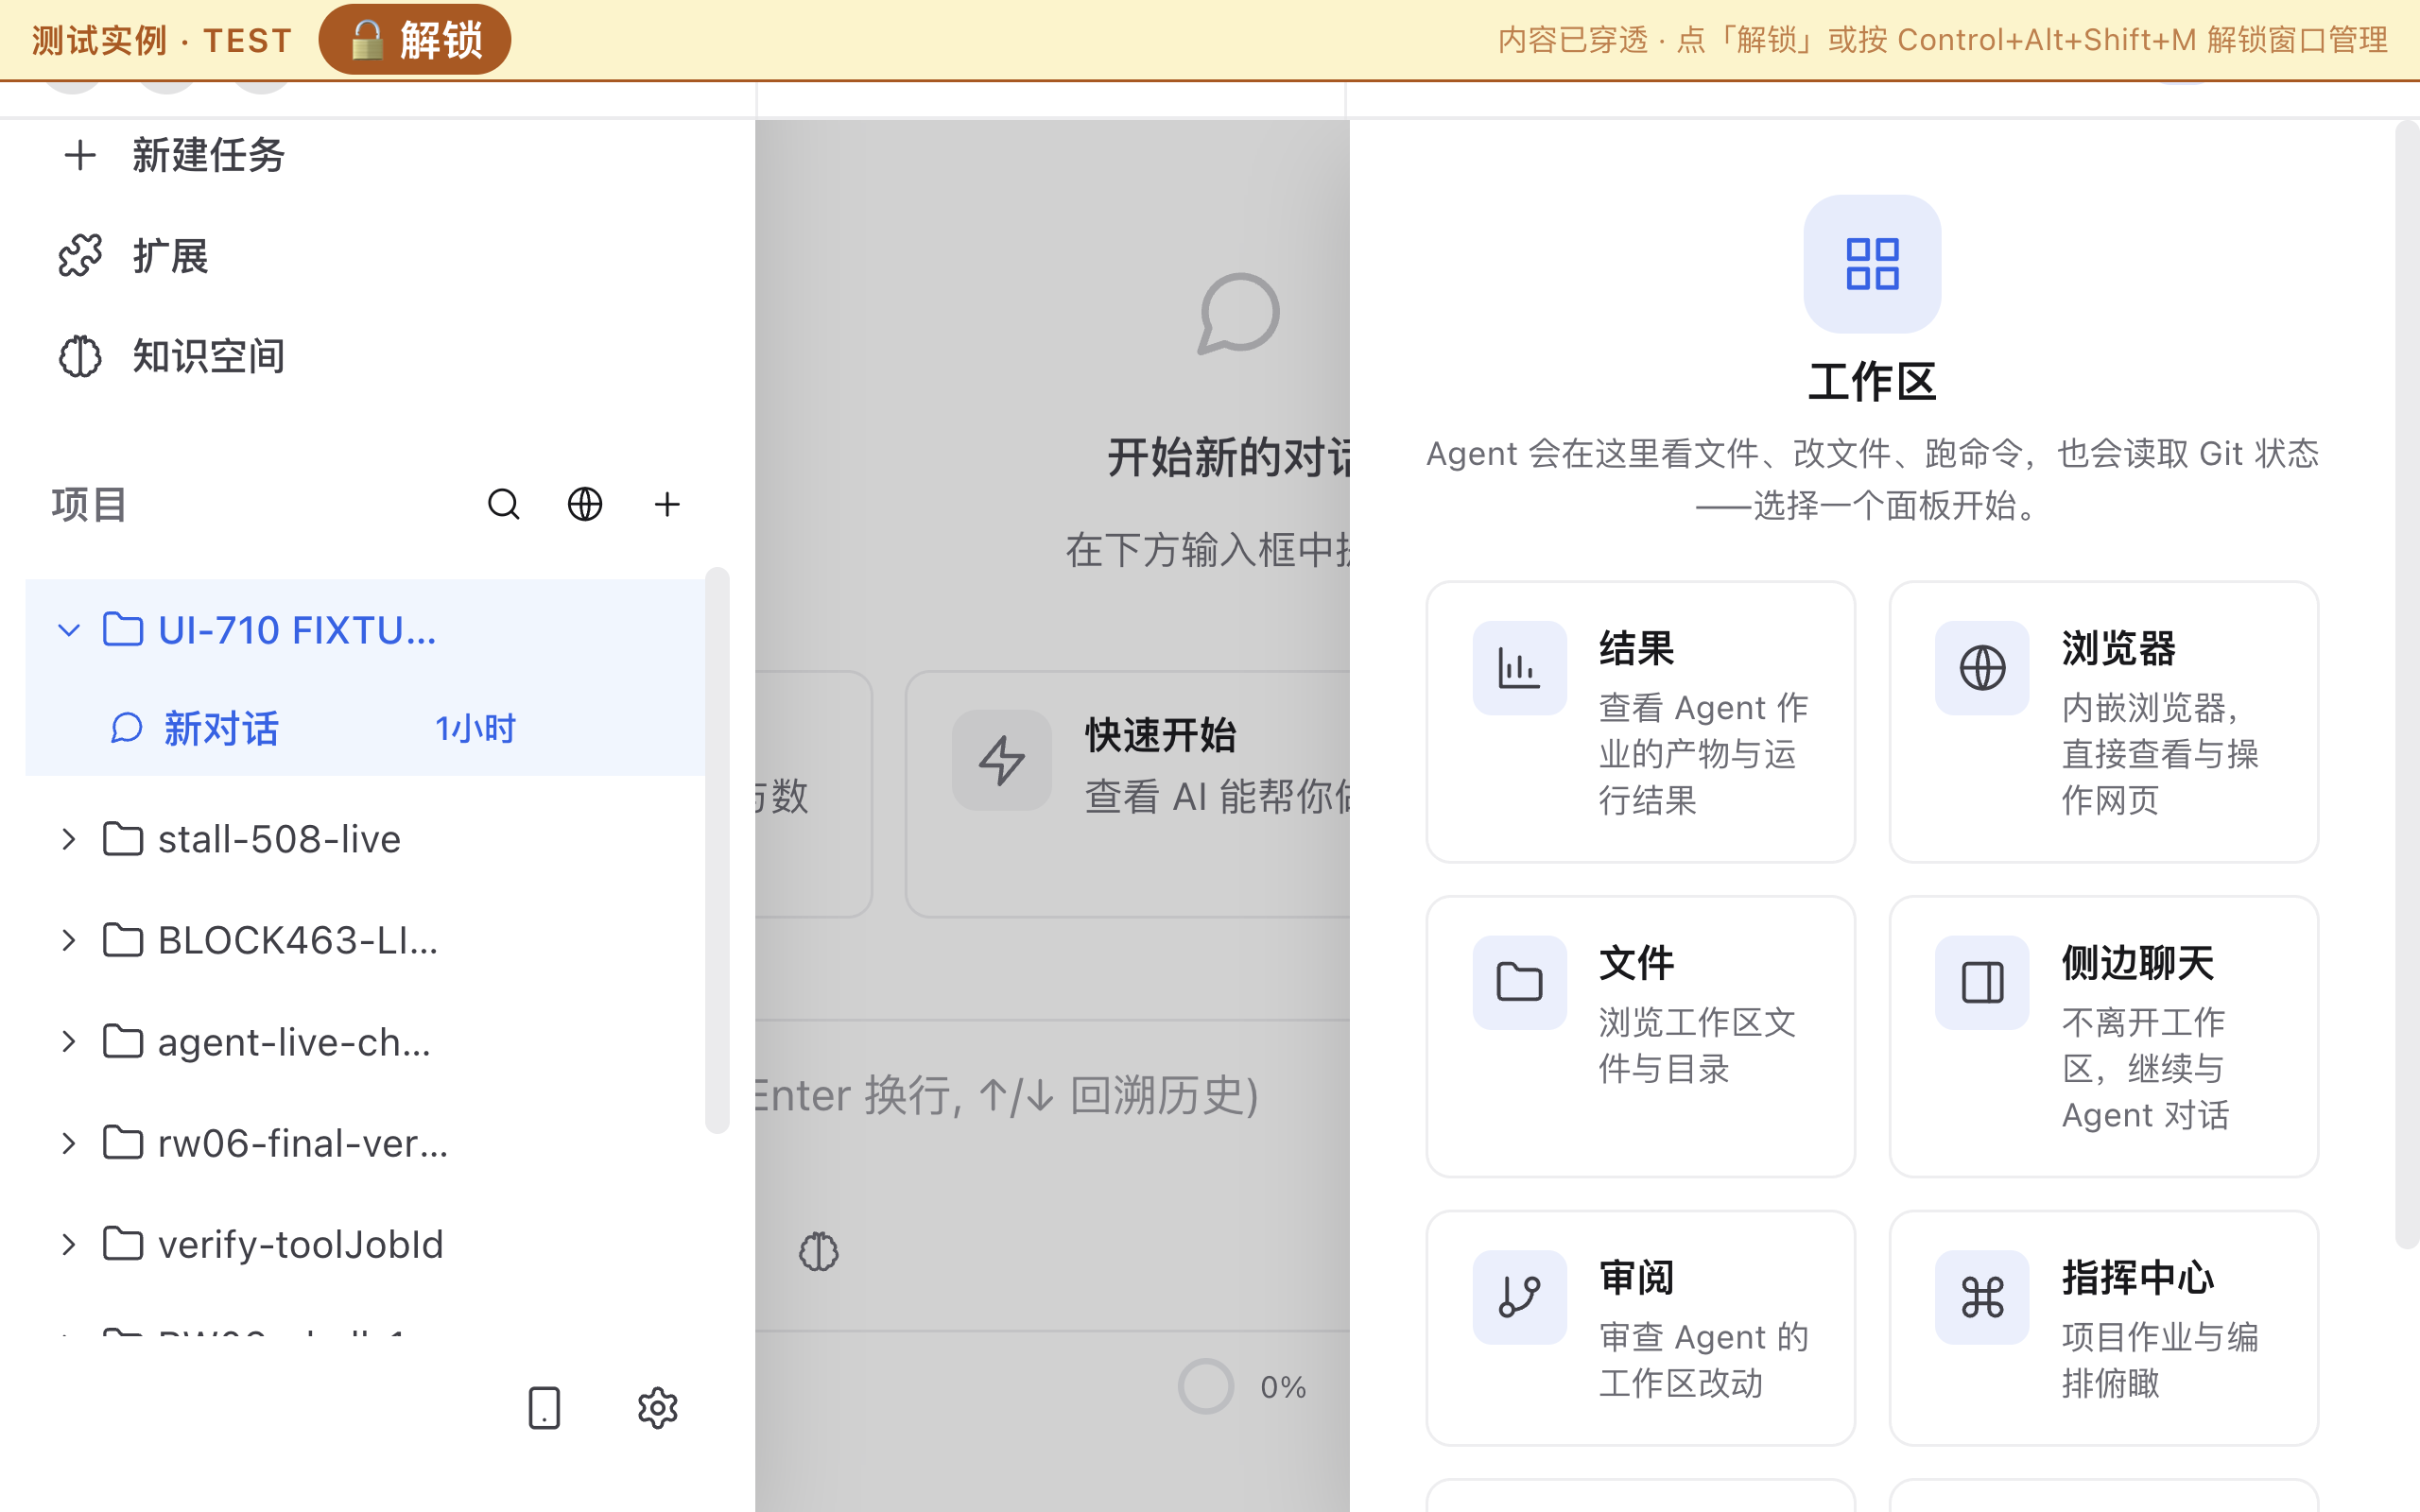 测试实例 · TEST
解锁
内容已穿透 · 点「解锁」或按 Control+Alt+Shift+M 解锁窗口管理
新建任务
扩展
知识空间
项目
UI-710 FIXTU...
新对话
1小时
stall-508-live
BLOCK463-LI...
agent-live-ch...
rw06-final-ver...
verify-toolJobId
开始新的对
在下方输入框中
数
快速开始
查看 AI 能帮你
Enter 换行, ↑/↓ 回溯历史)
0%
工作区
Agent 会在这里看文件、改文件、跑命令，也会读取 Git 状态
——选择一个面板开始。
结果
查看 Agent 作
业的产物与运
行结果
浏览器
内嵌浏览器，
直接查看与操
作网页
文件
浏览工作区文
件与目录
侧边聊天
不离开工作
区，继续与
Agent 对话
审阅
审查 Agent 的
工作区改动
指挥中心
项目作业与编
排俯瞰